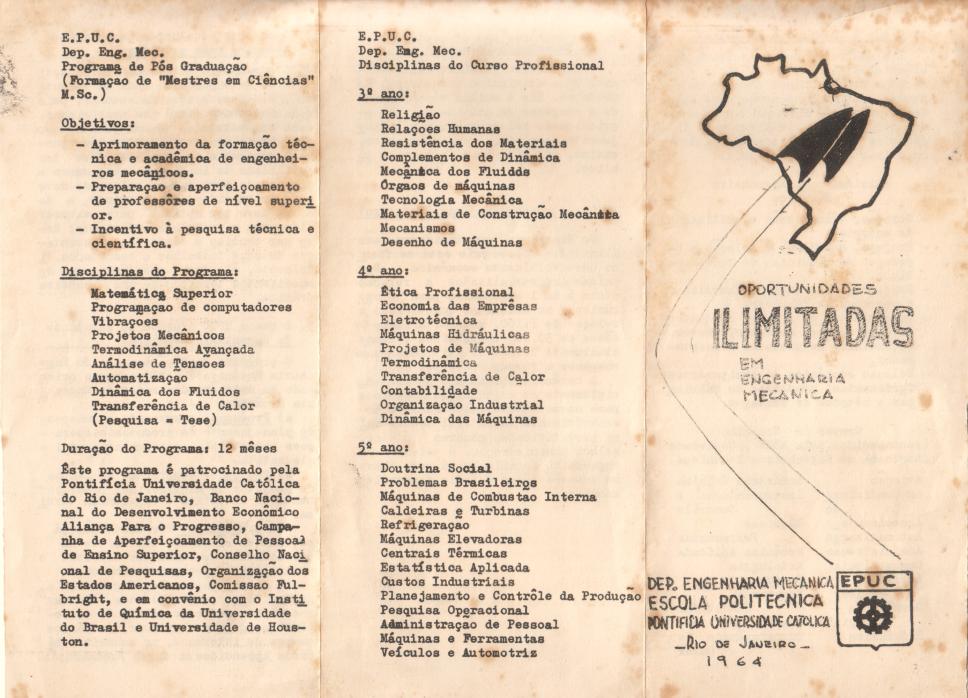 E.P.U.C.
Dep. Eng. Mec.
Programa de Pós Graduação
(Formaçao de "Mestres em Ciências"
M.Sc.)
Objetivos:
- Aprimoramento da formação téc-
nica e acadêmica de engenhei-
ros mecânicos.
- Preparaçao e aperfeiçoamento
de professôres de nível superi
or.
- Incentivo à pesquisa técnica e
científica.
Disciplinas do Programa:
Matemática Superior
Programaçao de computadores
Vibraçoes
Projetos Mecânicos
Termodinâmica Avançada
Análise de Tensões
Automatização
Dinâmica dos Fluidos
Transferência de Calor
(Pesquisa = Tese)
Duração do Programa: 12 mêses
Êste programa é patrocinado pela
Pontifícia Universidade Católica
do Rio de Janeiro, Banco Nacio-
nal do Desenvolvimento Econômico
Aliança Para o Progresso, Campa-
nha de Aperfeiçoamento de Pessoal
de Ensino Superior, Conselho Naci
onal de Pesquisas, Organização dos
Estados Americanos, Comissao Ful-
bright, e em convênio com o Insti
tuto de Química da Universidade
do Brasil e Universidade de Hous-
ton.
E.P.U.C.
Dep. Eng. Mec.
Disciplinas do Curso Profissional
3º ano:
Religião
Relações Humanas
Resistência dos Materiais
Complementos de Dinâmica
Mecânica dos Fluidos
Órgaos de máquinas
Tecnologia Mecânica
Materiais de Construção Mecânica
Mecanismos
Desenho de Máquinas
4º ano:
Ética Profissional
Economia das Emprêsas
Eletrotécnica
Máquinas Hidráulicas
Projetos de Máquinas
Termodinâmica
Transferência de Calor
Contabilidade
Organização Industrial
Dinâmica das Máquinas
5º ano:
Doutrina Social
Problemas Brasileiros
Máquinas de Combustao Interna
Caldeiras e Turbinas
Refrigeraçao
Máquinas Elevadoras
Centrais Térmicas
Estatística Aplicada
Custos Industriais
Planejamento e Contrôle da Produção
Pesquisa Operacional
Administração de Pessoal
Máquinas e Ferramentas
Veículos e Automotriz
OPORTUNIDADES
ILIMITADAS
EM
ENGENHARIA
MECANICA
DEP. ENGENHARIA MECANICA
ESCOLA POLITECNICA
PONTIFICIA UNIVERSIDADE CATOLICA
- RIO DE JANEIRO -
1964
EPUC